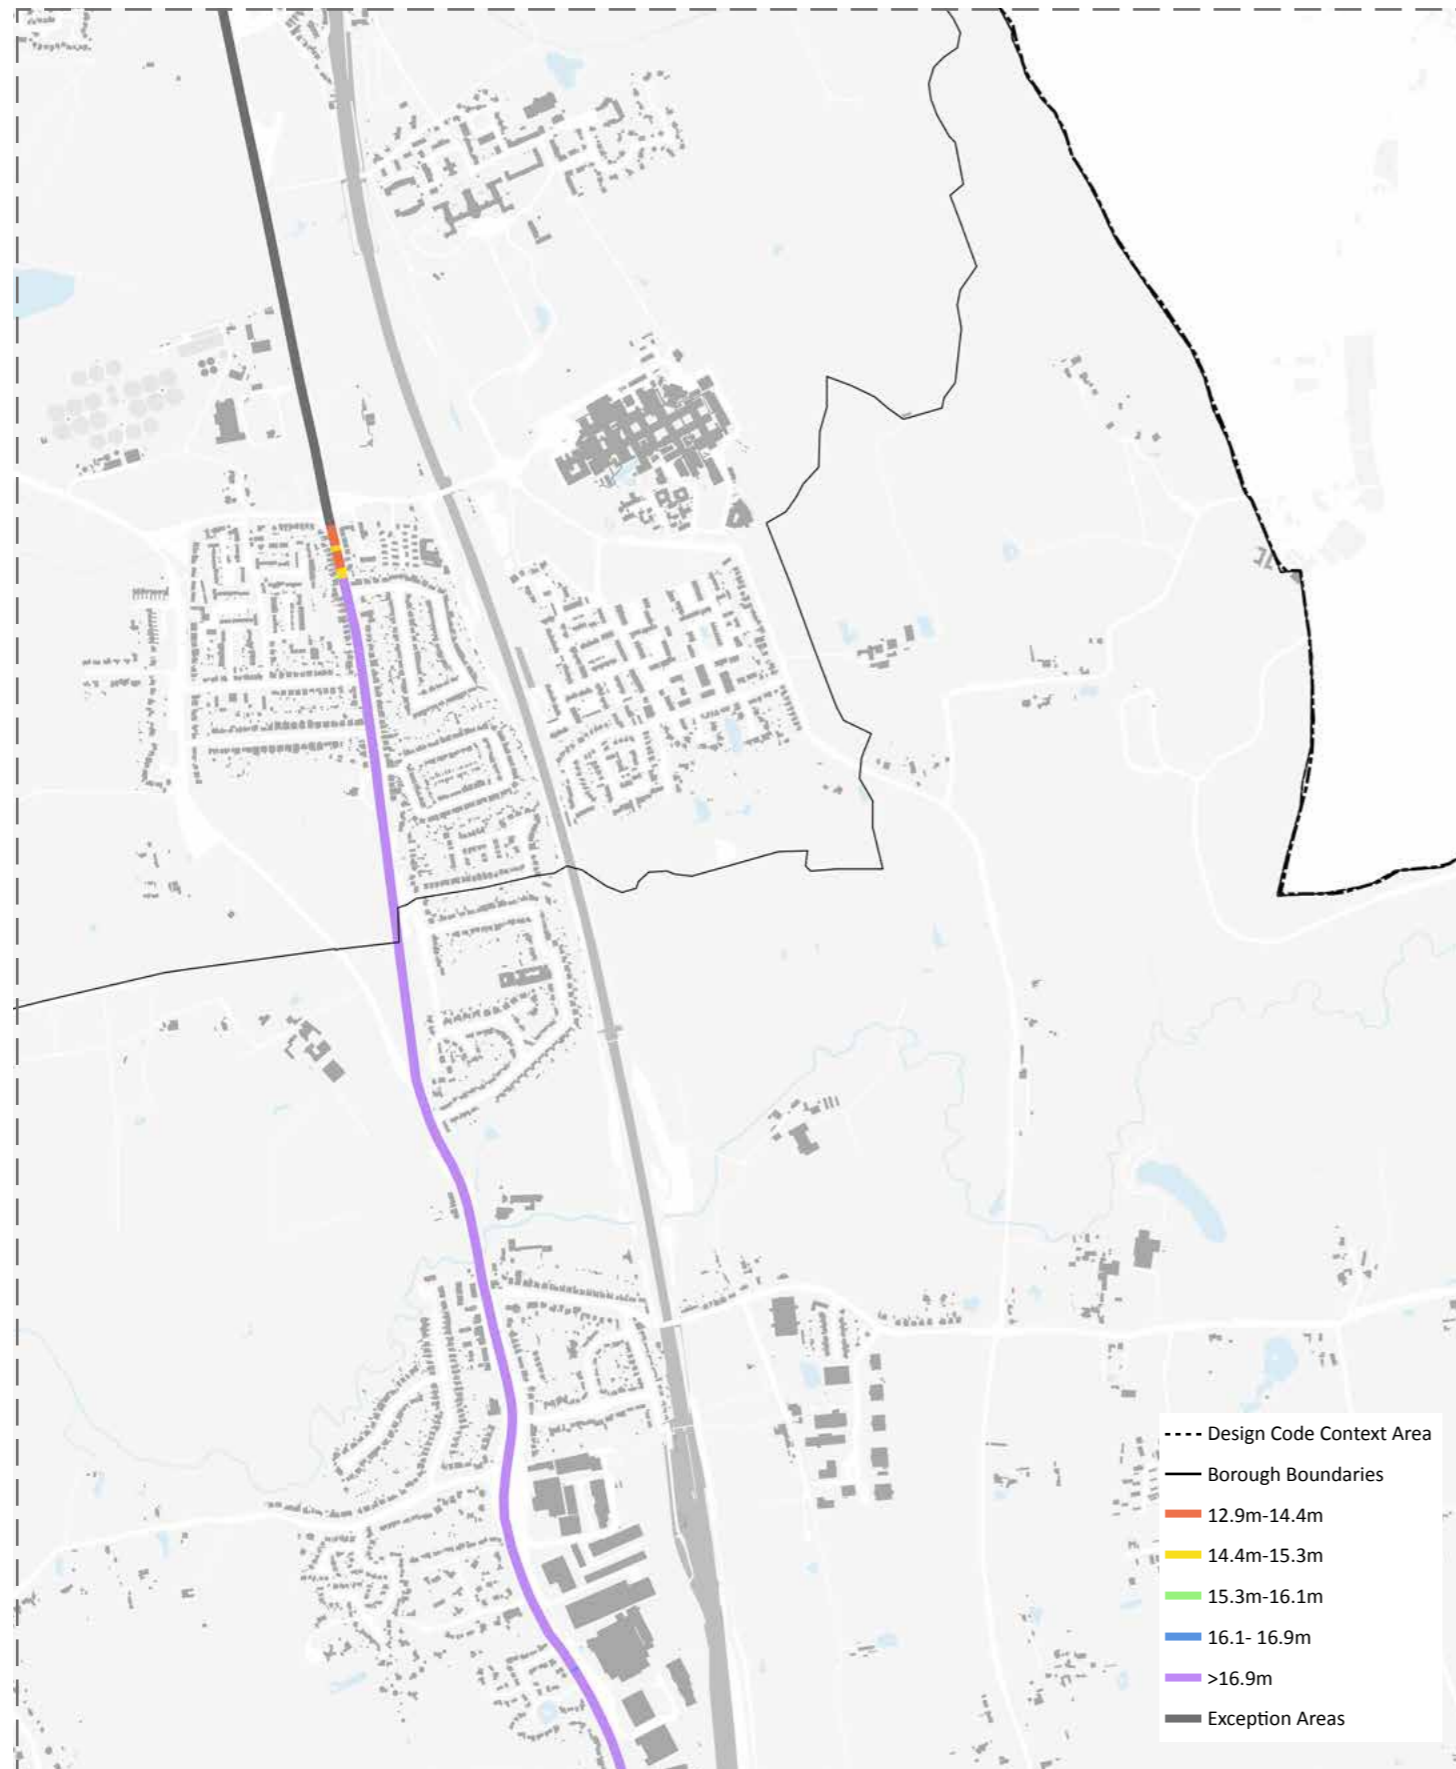 Design Code Context Area
Borough Boundaries
12.9m-14.4m
14.4m-15.3m
15.3m-16.1m
16.1- 16.9m
>16.9m
Exception Areas